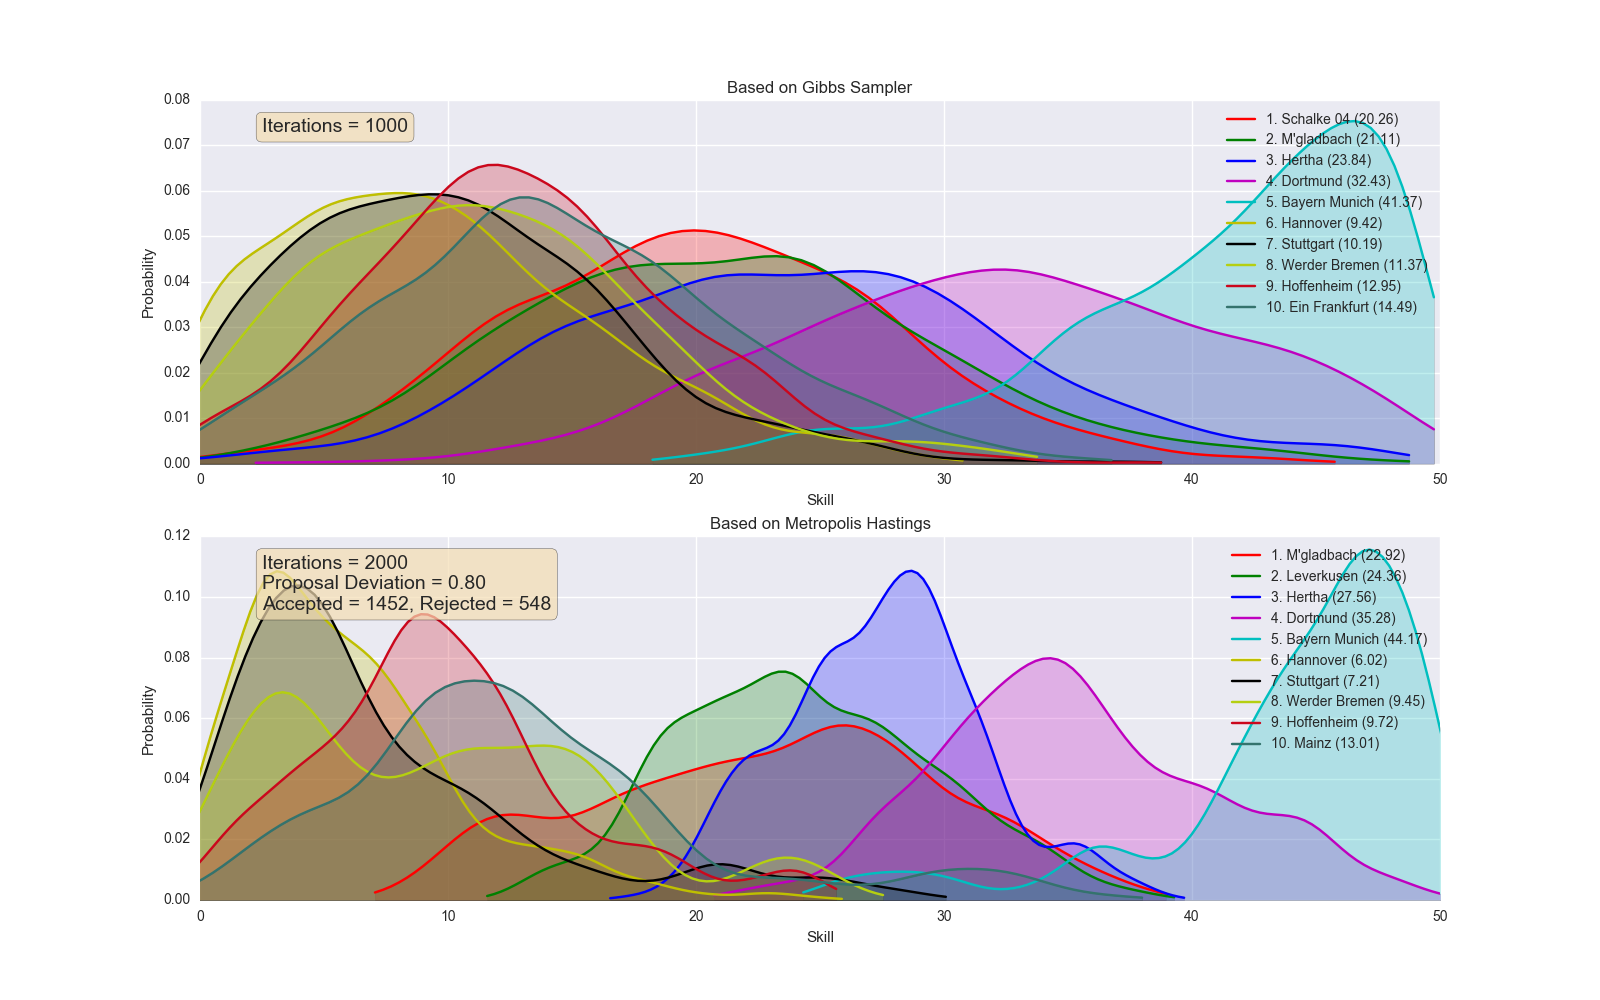 Based on Gibbs Sampler
Iterations = 1000
Probability
0.08
0.07
0.06
0.05
0.04
0.03
0.02
0.01
0.00
1. Schalke 04 (20.26)
2. M'gladbach (21.11)
3. Hertha (23.84)
4. Dortmund (32.43)
5. Bayern Munich (41.37)
6. Hannover (9.42)
7. Stuttgart (10.19)
8. Werder Bremen (11.37)
9. Hoffenheim (12.95)
10. Ein Frankfurt (14.49)
0 10 20 30 40 50
Skill
Based on Metropolis Hastings
Iterations = 2000
Proposal Deviation = 0.80
Accepted = 1452, Rejected = 548
Probability
0.12
0.10
0.08
0.06
0.04
0.02
0.00
1. M'gladbach (22.92)
2. Leverkusen (24.36)
3. Hertha (27.56)
4. Dortmund (35.28)
5. Bayern Munich (44.17)
6. Hannover (6.02)
7. Stuttgart (7.21)
8. Werder Bremen (9.45)
9. Hoffenheim (9.72)
10. Mainz (13.01)
0 10 20 30 40 50
Skill